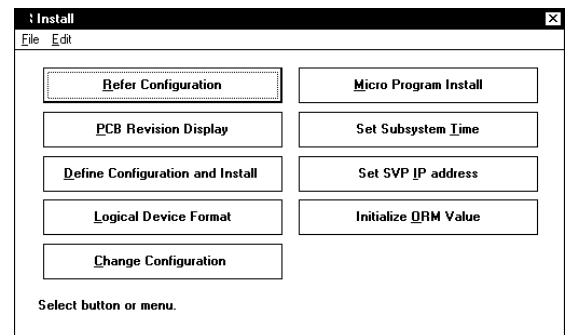 Install
File Edit
Refer Configuration
Micro Program Install
PCB Revision Display
Set Subsystem Time
Define Configuration and Install
Set SVP IP address
Logical Device Format
Initialize ORM Value
Change Configuration
Select button or menu.